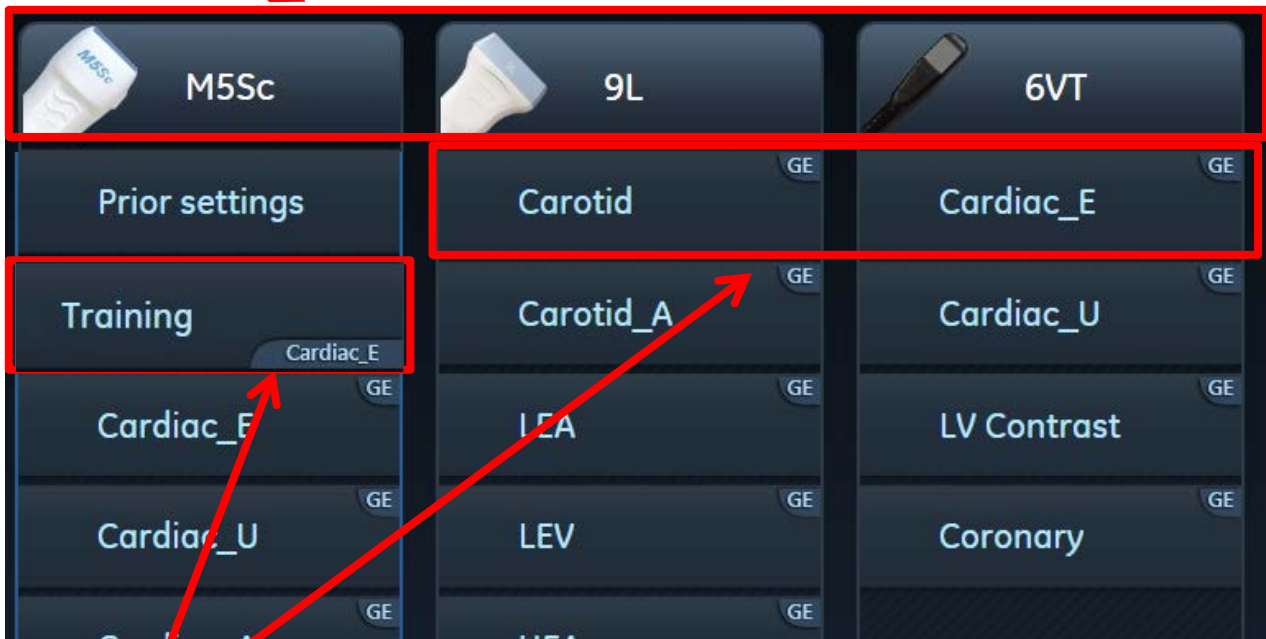 M5Sc
M5Sc
9L
6VT
Prior settings
Carotid
GE
Cardiac_E
GE
Training
Cardiac_E
Carotid_A
GE
Cardiac_U
GE
Cardiac_E
GE
LEA
GE
LV Contrast
GE
Cardiac_U
GE
LEV
GE
Coronary
GE
GE
GE